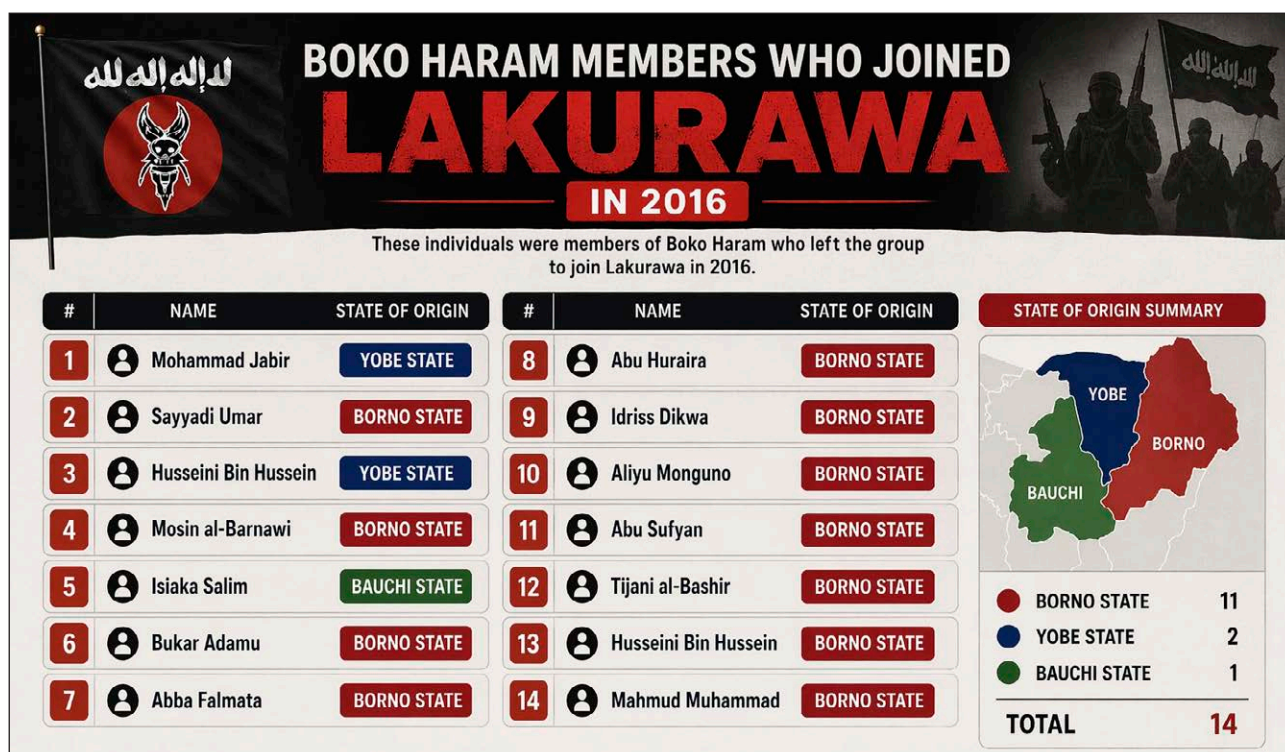 لا إله إله لله
BOKO HARAM MEMBERS WHO JOINED
LAKURAWA
IN 2016
These individuals were members of Boko Haram who left the group
to join Lakurawa in 2016.
# NAME STATE OF ORIGIN
1 Mohammad Jabir YOBE STATE
2 Sayyadi Umar BORNO STATE
3 Husseini Bin Hussein YOBE STATE
4 Mosin al-Barnawi BORNO STATE
5 Isiaka Salim BAUCHI STATE
6 Bukar Adamu BORNO STATE
7 Abba Falmata BORNO STATE
# NAME STATE OF ORIGIN
8 Abu Huraira BORNO STATE
9 Idriss Dikwa BORNO STATE
10 Aliyu Monguno BORNO STATE
11 Abu Sufyan BORNO STATE
12 Tijani al-Bashir BORNO STATE
13 Husseini Bin Hussein BORNO STATE
14 Mahmud Muhammad BORNO STATE
STATE OF ORIGIN SUMMARY
YOBE
BORNO
BAUCHI
BORNO STATE 11
YOBE STATE 2
BAUCHI STATE 1
TOTAL 14